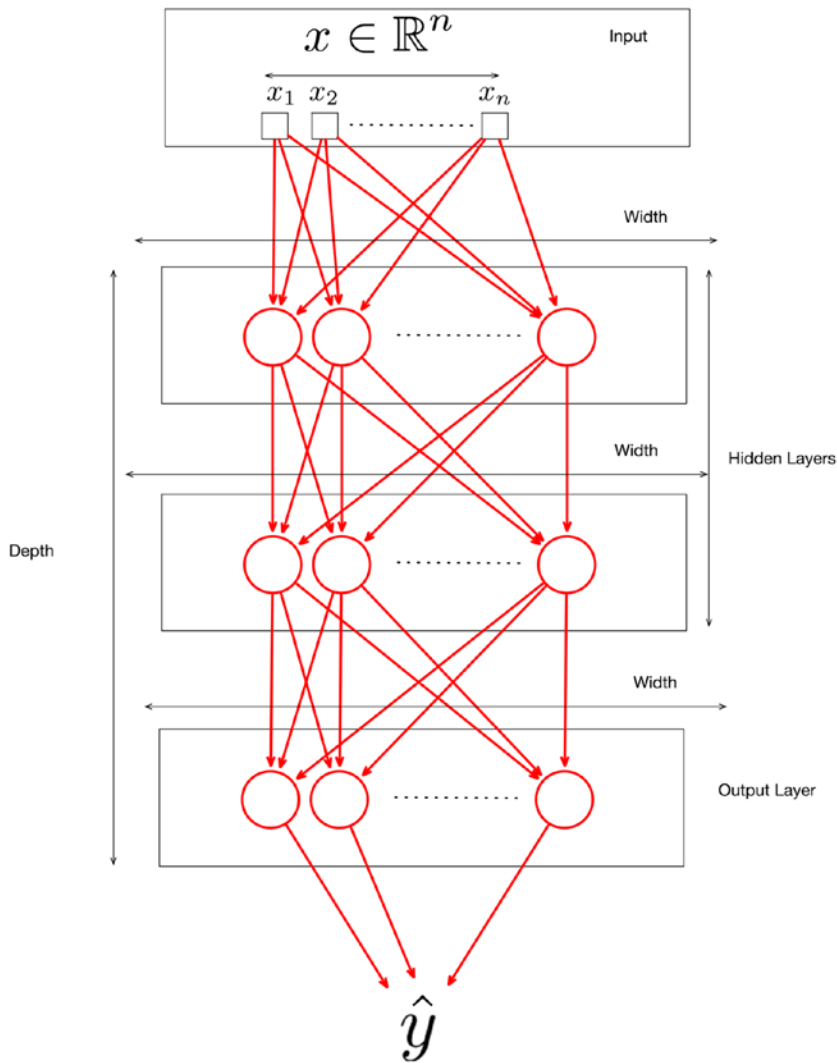 x ∈ ℝⁿ
Input
x₁ x₂ xₙ
Width
Width
Hidden Layers
Depth
Width
Output Layer
ŷ